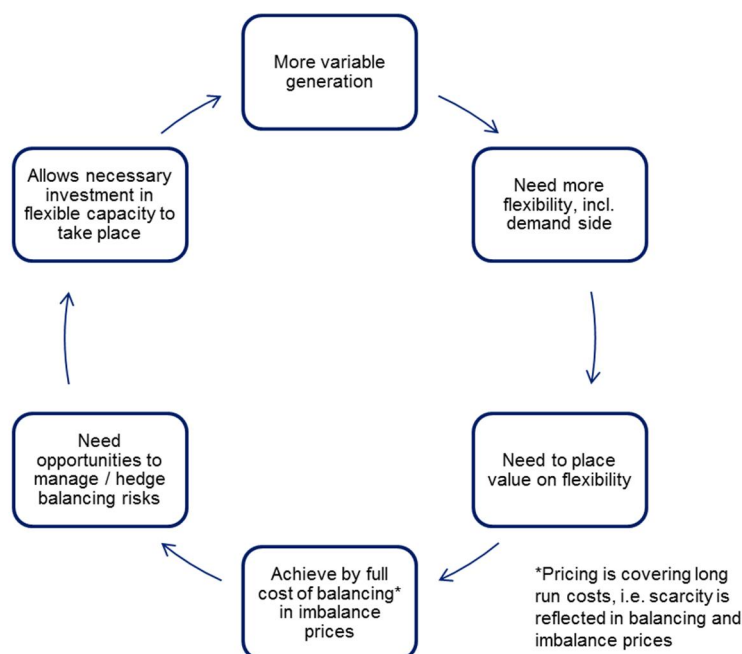 More variable
generation
Need more
flexibility, incl.
demand side
Need to place
value on flexibility
Achieve by full
cost of balancing*
in imbalance
prices
Need
opportunities to
manage / hedge
balancing risks
Allows necessary
investment in
flexible capacity to
take place
*Pricing is covering long
run costs, i.e. scarcity is
reflected in balancing and
imbalance prices